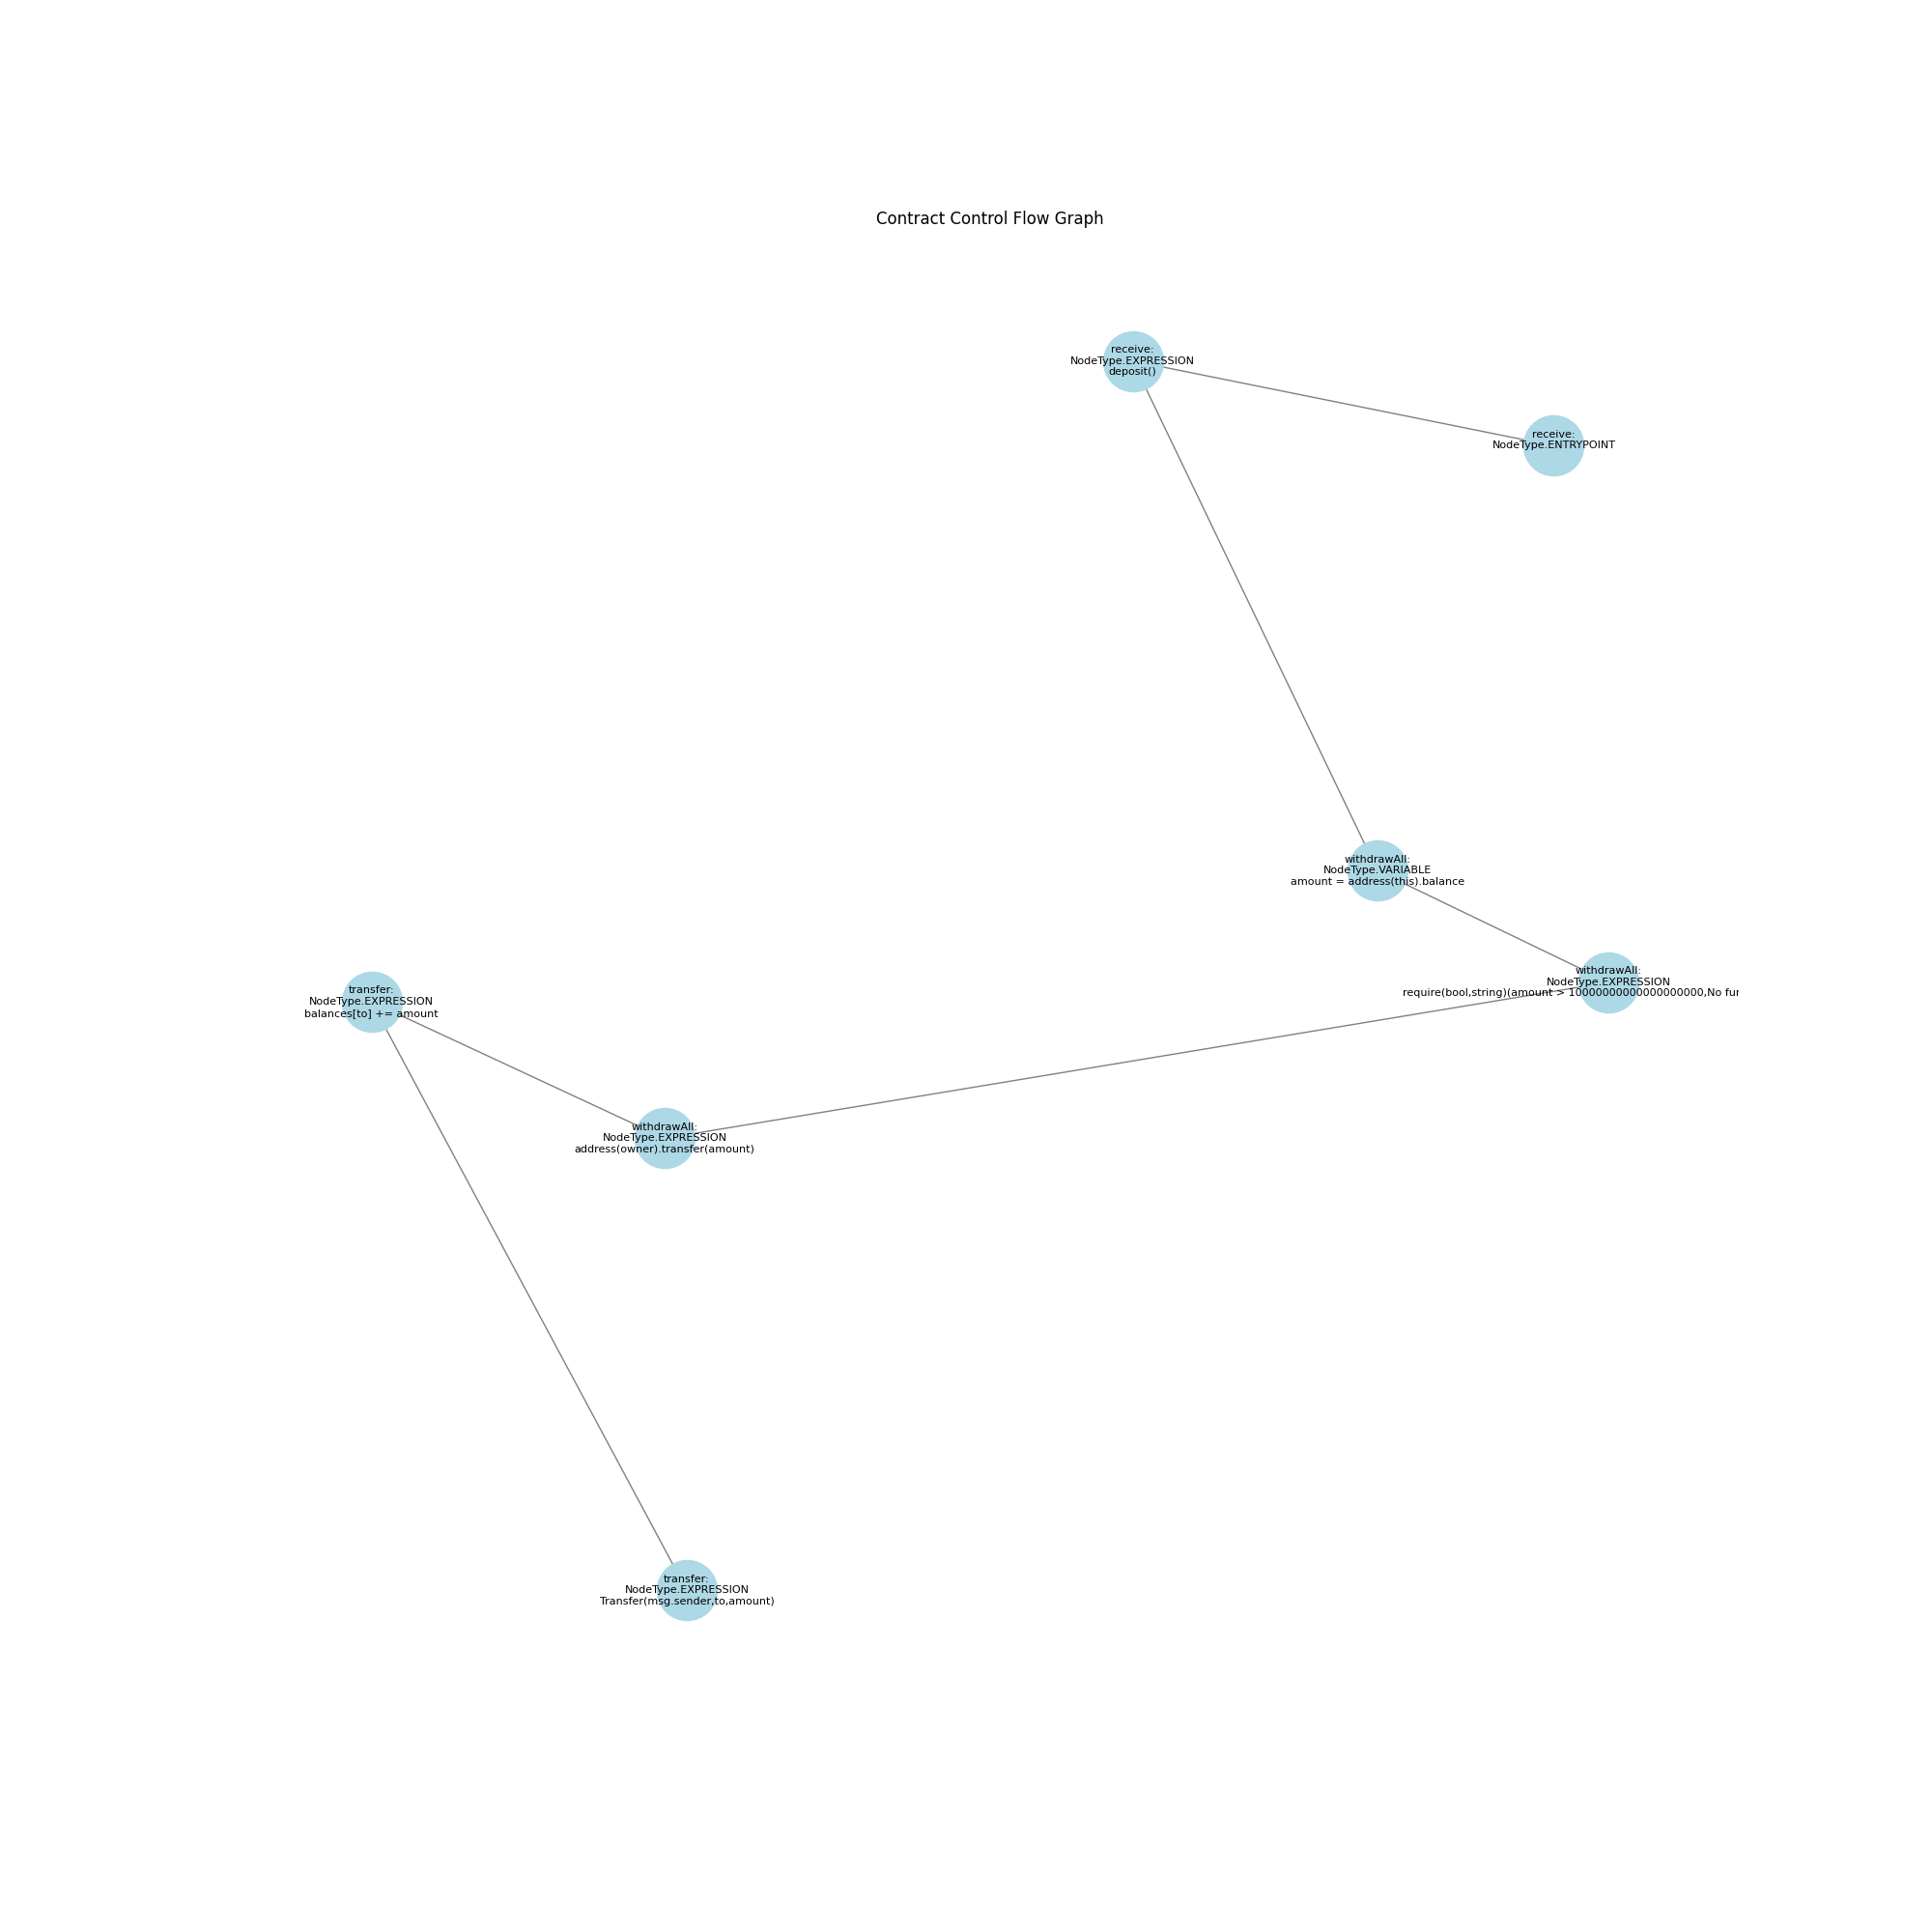 Contract Control Flow Graph
receive:
NodeType.EXPRESSION
deposit()
receive:
NodeType.ENTRYPOINT
withdrawAll:
NodeType.VARIABLE
amount = address(this).balance
withdrawAll:
NodeType.EXPRESSION
require(bool,string)(amount > 10000000000000000000,No fur
transfer:
NodeType.EXPRESSION
balances[to] += amount
withdrawAll:
NodeType.EXPRESSION
address(owner).transfer(amount)
transfer:
NodeType.EXPRESSION
Transfer(msg.sender,to,amount)